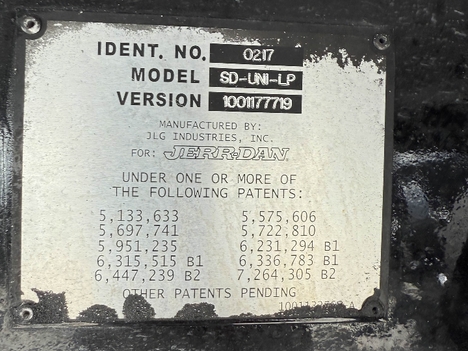 IDENT. NO. 0217
MODEL SD-UNI-LP
VERSION 1001177719
MANUFACTURED BY:
JLG INDUSTRIES, INC.
FOR: JERR-DAN
UNDER ONE OR MORE OF
THE FOLLOWING PATENTS:
5,133,633 5,575,606
5,697,741 5,722,810
5,951,235 6,231,294 B1
6,315,515 B1 6,336,783 B1
6,447,239 B2 7,264,305 B2
OTHER PATENTS PENDING